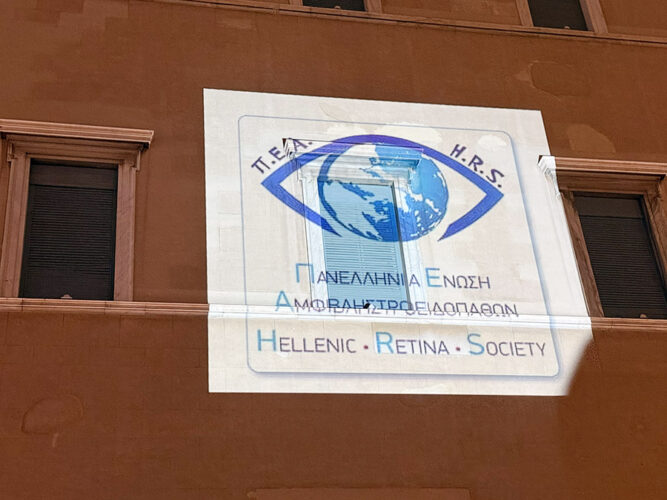 Π.Ε.Α. H.R.S.
ΠΑΝΕΛΛΗΝΙΑ ΕΝΩΣΗ
ΑΜΦΙΒΛΗΣΤΡΟΕΙΔΟΠΑΘΩΝ
HELLENIC • RETINA • SOCIETY